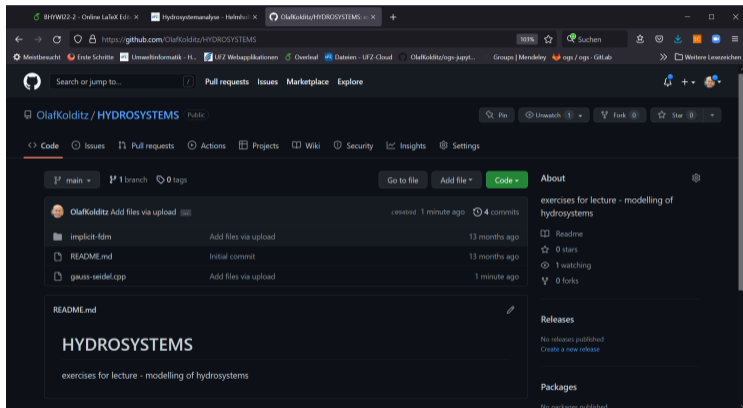 BHYWI22-2 - Online LaTeX Edit
Hydrosystemanalyse - Helmhol
OlafKolditz/HYDROSYSTEMS: ex
https://github.com/OlafKolditz/HYDROSYSTEMS
103%
Suchen
Meistbesucht
Erste Schritte
Umweltinformatik - H...
UFZ Webapplikationen
Overleaf
Dateien - UFZ-Cloud
OlafKolditz/ogs-jupyt...
Groups | Mendeley
ogs / ogs · GitLab
Weitere Lesezeichen
Search or jump to...
/
Pull requests
Issues
Marketplace
Explore
OlafKolditz / HYDROSYSTEMS
Public
Pin
Unwatch 1
Fork 0
Star 0
Code
Issues
Pull requests
Actions
Projects
Wiki
Security
Insights
Settings
main
1 branch
0 tags
Go to file
Add file
Code
OlafKolditz Add files via upload ...
1 minute ago
4 commits
implicit-fdm
Add files via upload
13 months ago
README.md
Initial commit
13 months ago
gauss-seidel.cpp
Add files via upload
1 minute ago
README.md
HYDROSYSTEMS
exercises for lecture - modelling of hydrosystems
About
exercises for lecture - modelling of
hydrosystems
Readme
0 stars
1 watching
0 forks
Releases
No releases published
Create a new release
Packages
No packages published